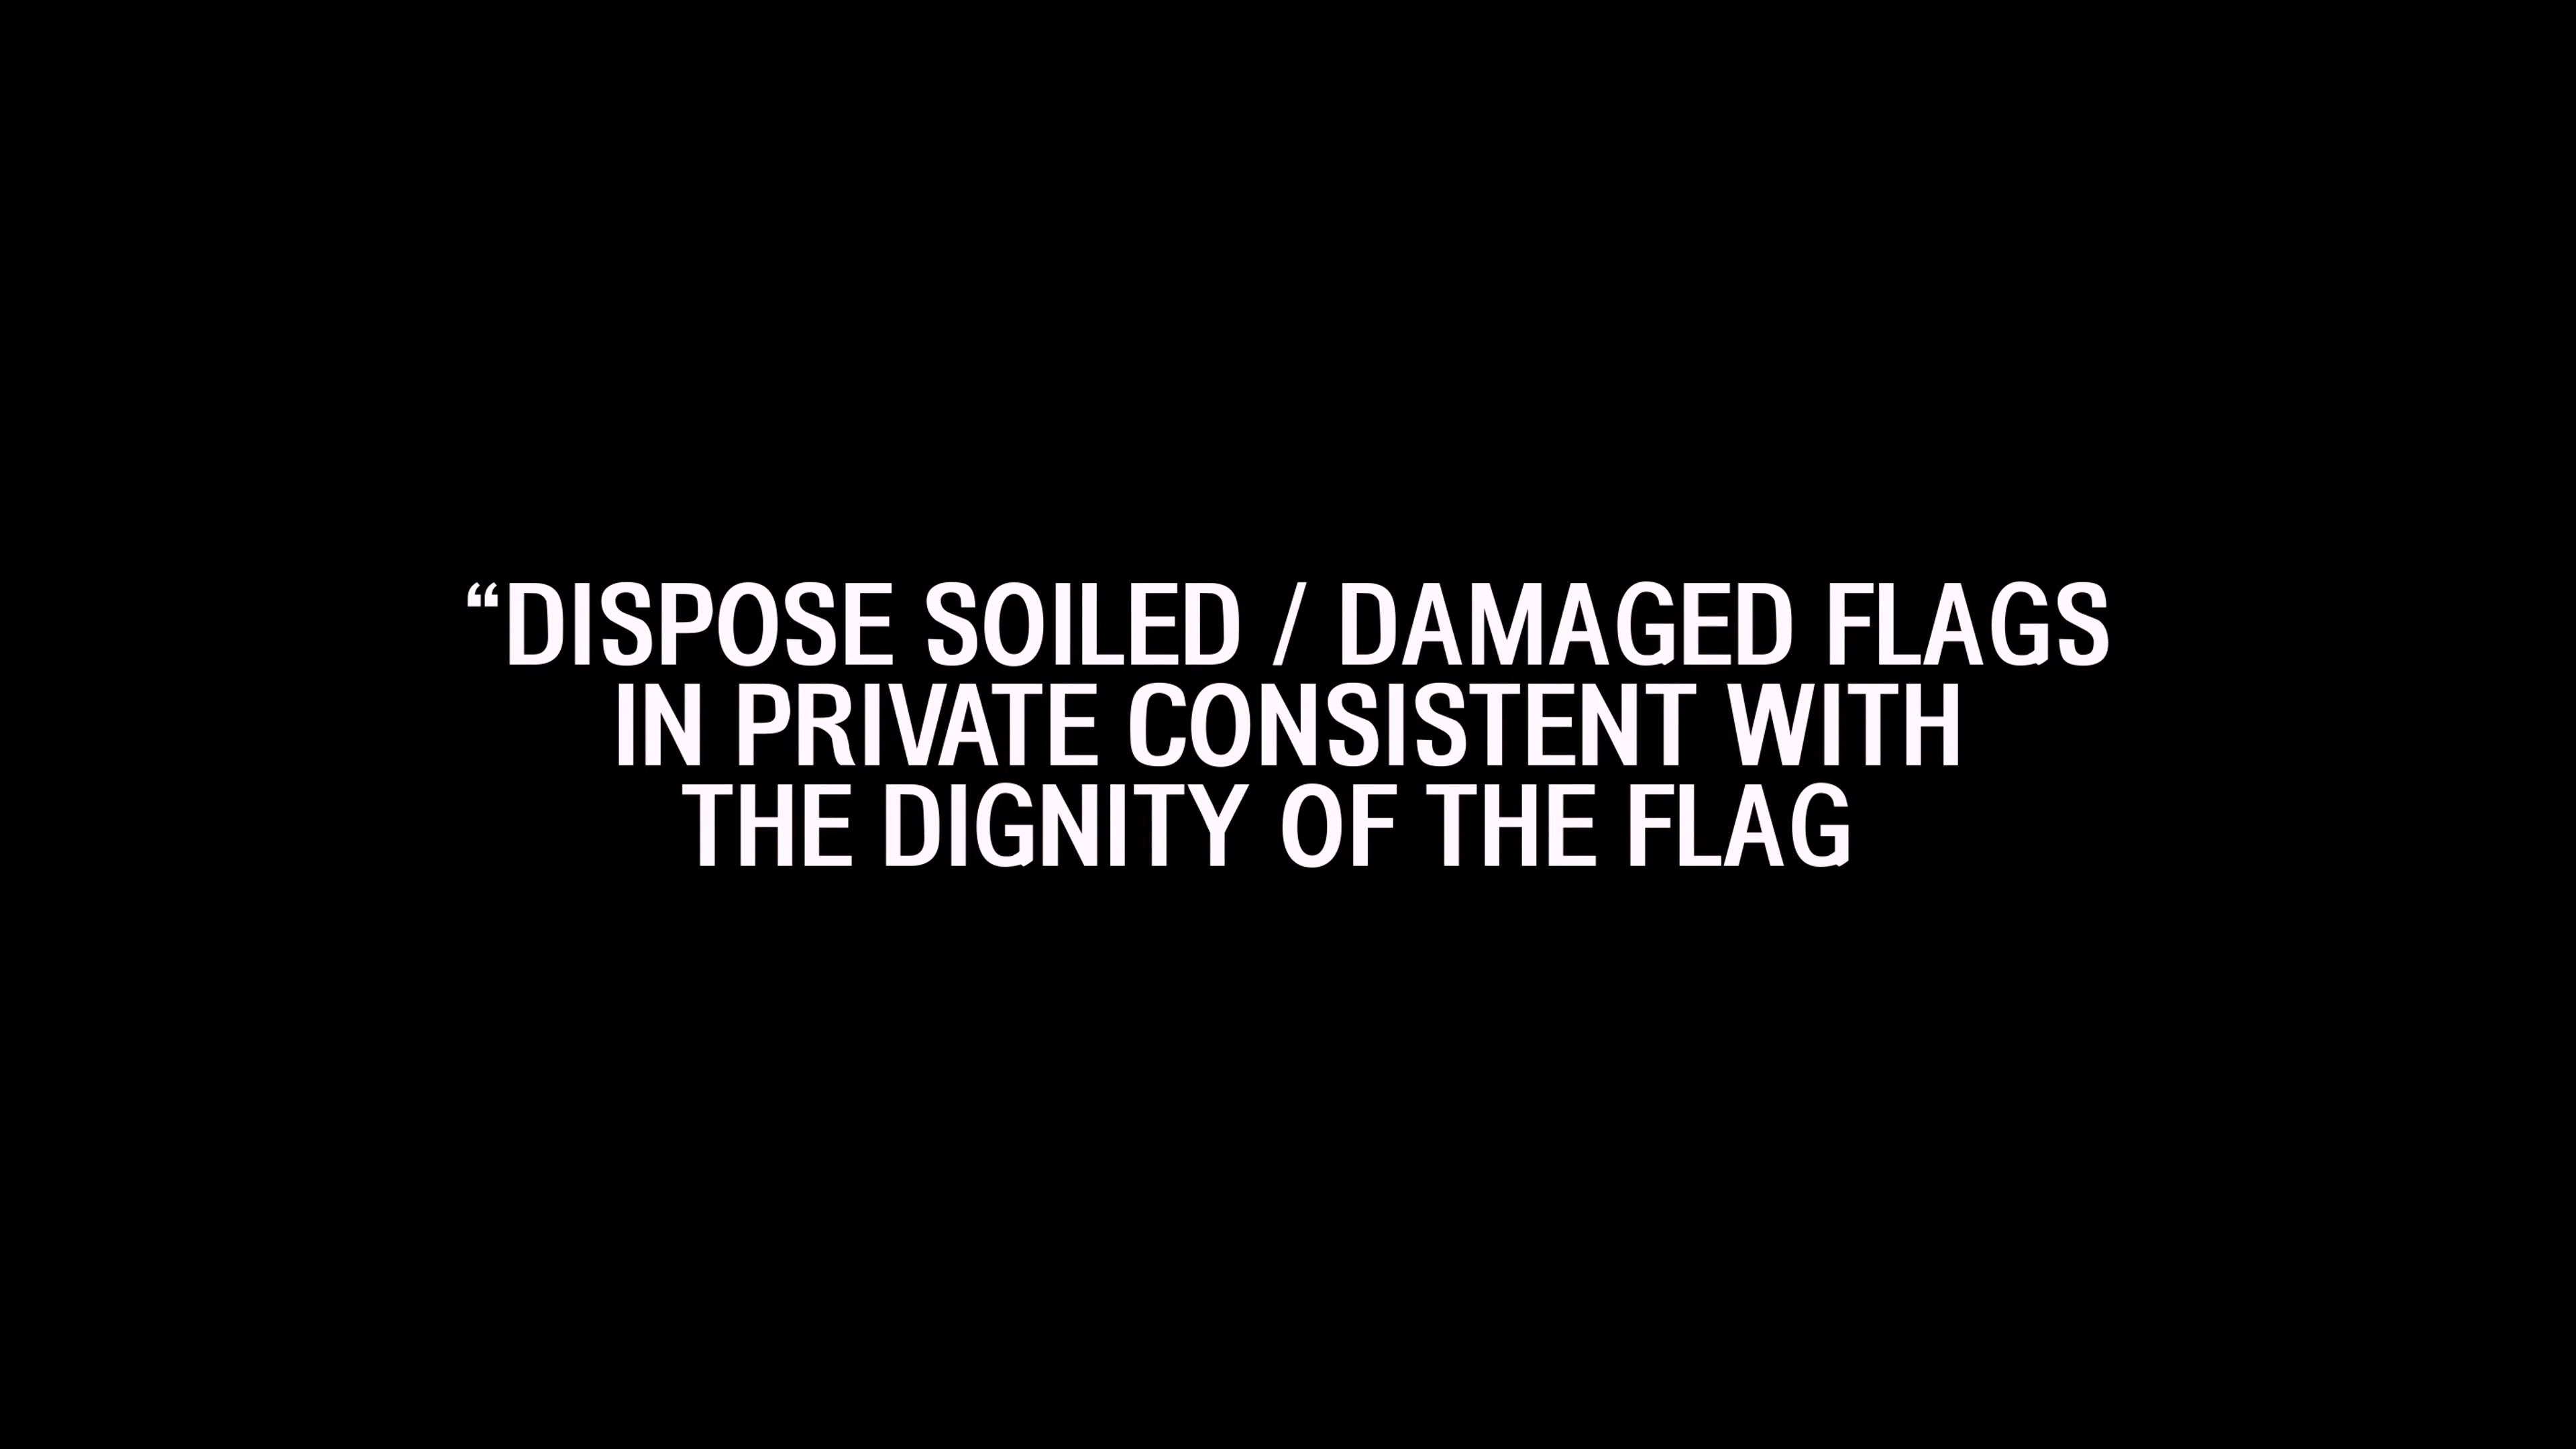 “DISPOSE SOILED / DAMAGED FLAGS
IN PRIVATE CONSISTENT WITH
THE DIGNITY OF THE FLAG